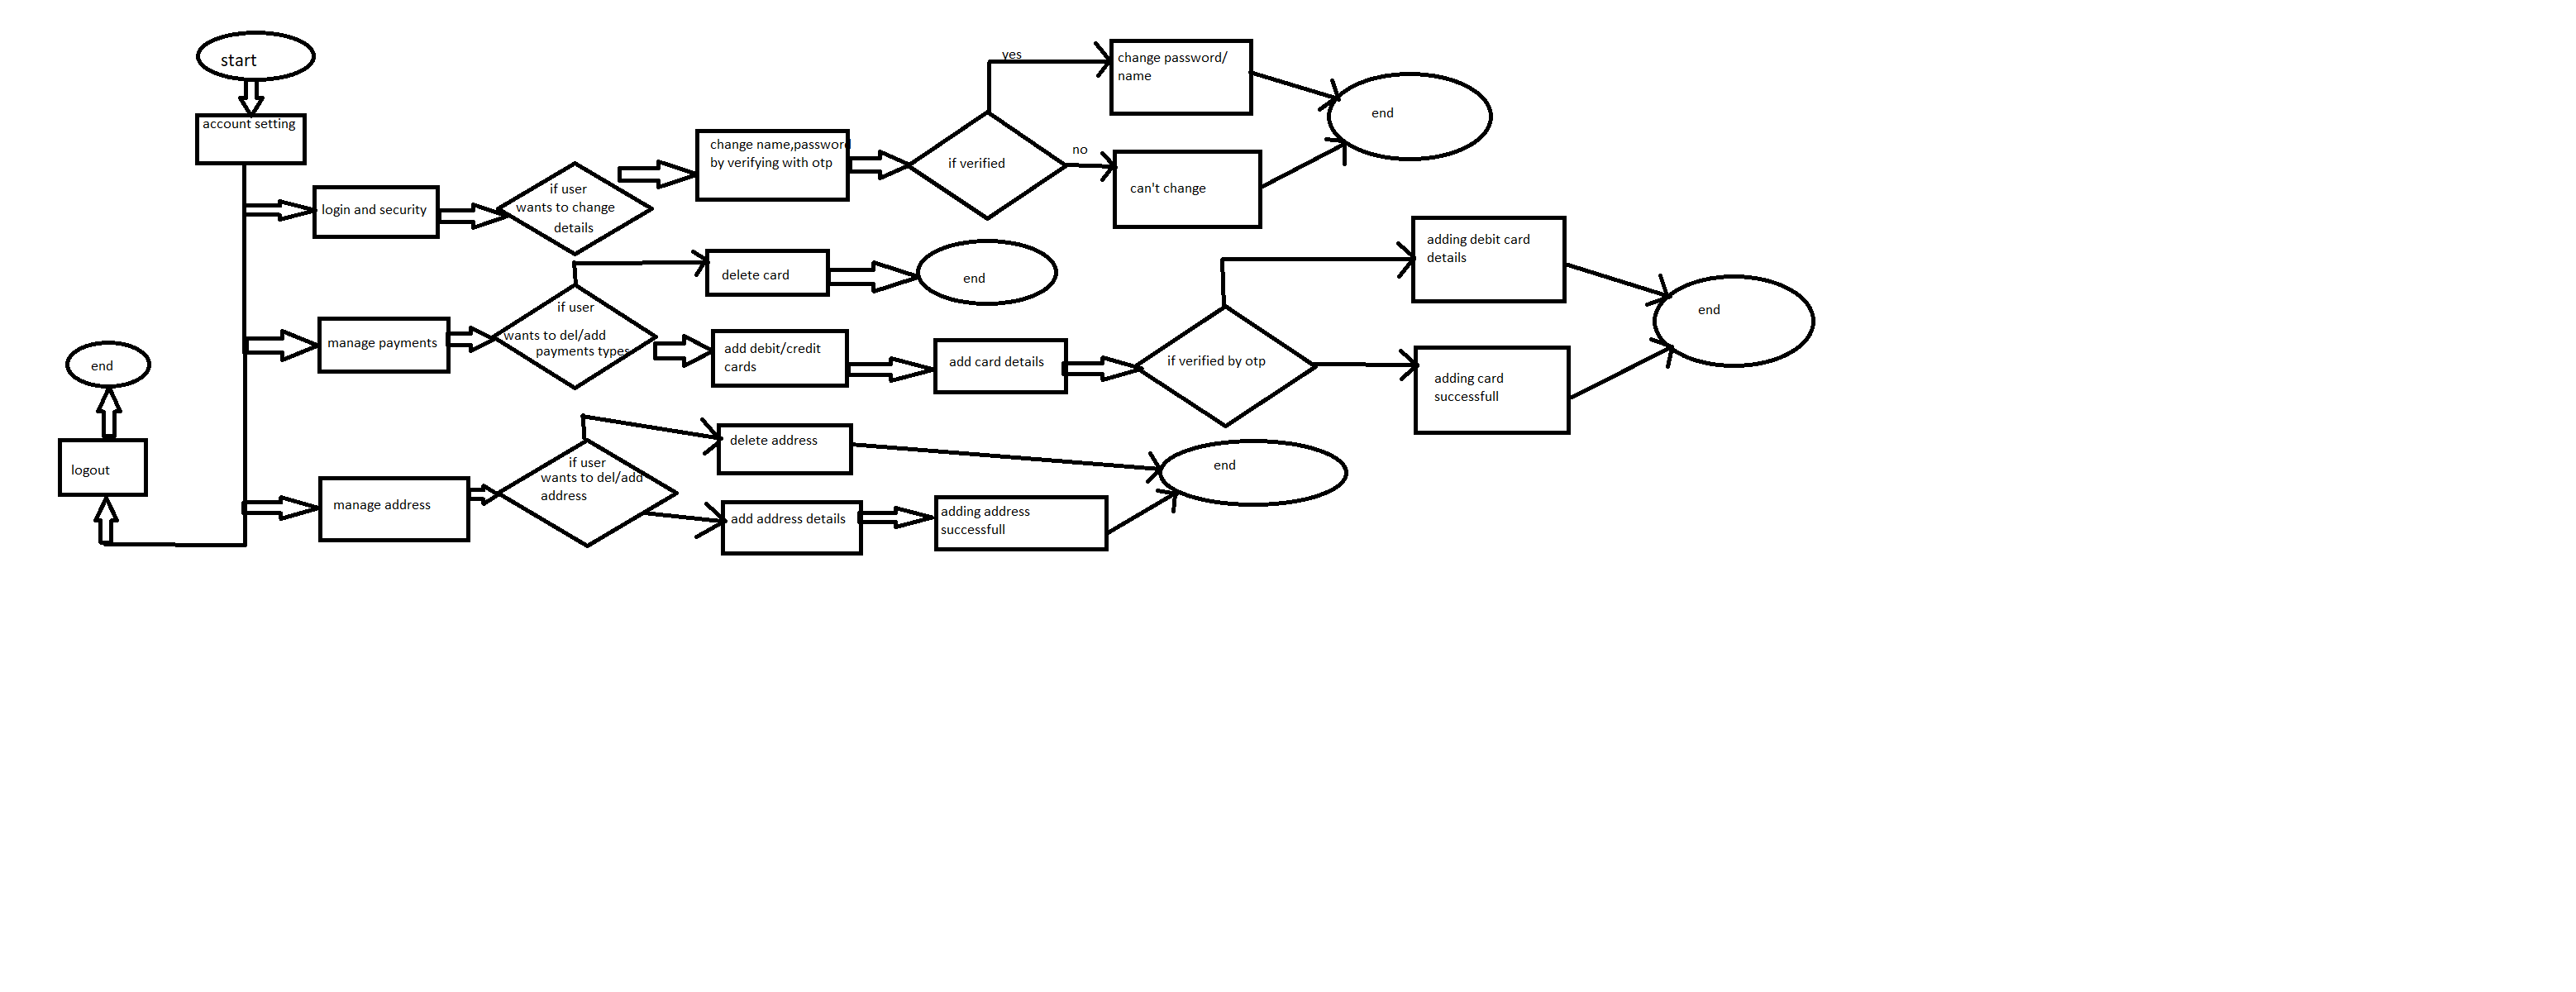 start
account setting
login and security
if user
wants to change
details
change name,password
by verifying with otp
if verified
yes
change password/
name
no
can't change
end
manage payments
if user
wants to del/add
payments types
delete card
end
add debit/credit
cards
add card details
if verified by otp
adding debit card
details
adding card
successfull
end
manage address
if user
wants to del/add
address
delete address
add address details
adding address
successfull
end
logout
end